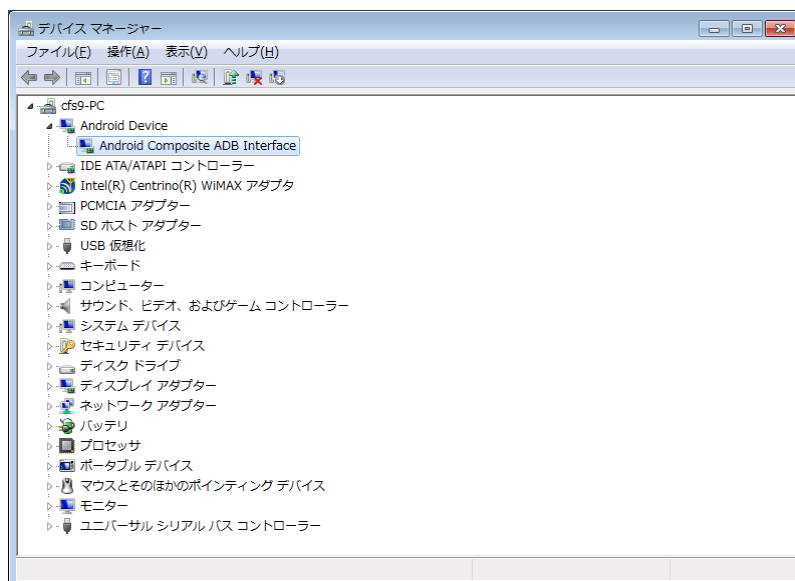 デバイス マネージャー
ファイル(F) 操作(A) 表示(V) ヘルプ(H)
cfs9-PC
Android Device
Android Composite ADB Interface
IDE ATA/ATAPI コントローラー
Intel(R) Centrino(R) WiMAX アダプタ
PCMCIA アダプター
SD ホスト アダプター
USB 仮想化
キーボード
コンピューター
サウンド、ビデオ、およびゲーム コントローラー
システム デバイス
セキュリティ デバイス
ディスク ドライブ
ディスプレイ アダプター
ネットワーク アダプター
バッテリ
プロセッサ
ポータブル デバイス
マウスとそのほかのポインティング デバイス
モニター
ユニバーサル シリアル バス コントローラー